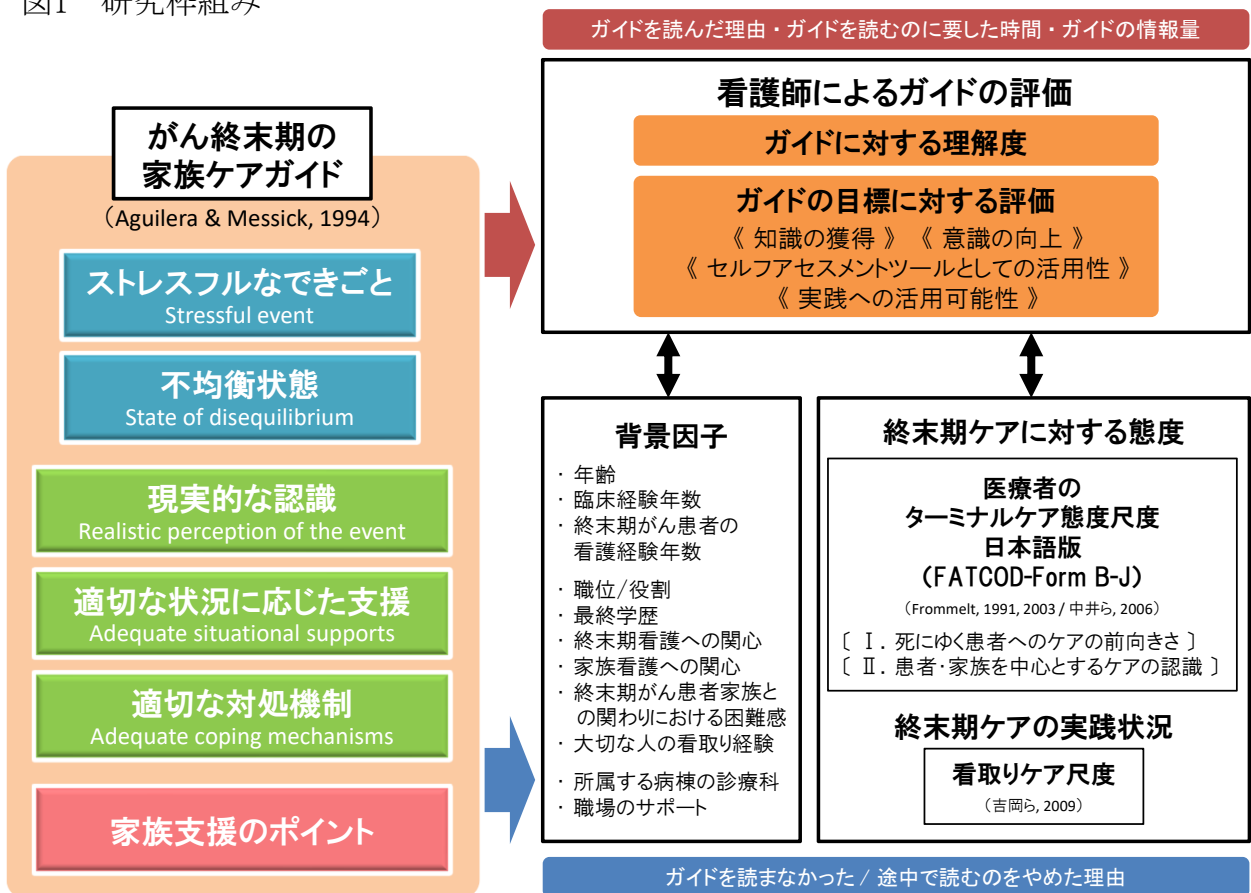 図1　研究枠組み
がん終末期の
家族ケアガイド
（Aguilera & Messick, 1994）
ストレスフルなできごと
Stressful event
不均衡状態
State of disequilibrium
現実的な認識
Realistic perception of the event
適切な状況に応じた支援
Adequate situational supports
適切な対処機制
Adequate coping mechanisms
家族支援のポイント
ガイドを読んだ理由・ガイドを読むのに要した時間・ガイドの情報量
看護師によるガイドの評価
ガイドに対する理解度
ガイドの目標に対する評価
《 知識の獲得 》 《 意識の向上 》
《 セルフアセスメントツールとしての活用性 》
《 実践への活用可能性 》
背景因子
・ 年齢
・ 臨床経験年数
・ 終末期がん患者の
看護経験年数
・ 職位/役割
・ 最終学歴
・ 終末期看護への関心
・ 家族看護への関心
・ 終末期がん患者家族と
の関わりにおける困難感
・ 大切な人の看取り経験
・ 所属する病棟の診療科
・ 職場のサポート
終末期ケアに対する態度
医療者の
ターミナルケア態度尺度
日本語版
(FATCOD-Form B-J)
（Frommelt, 1991, 2003 / 中井ら, 2006）
〔 Ⅰ. 死にゆく患者へのケアの前向きさ 〕
〔 Ⅱ. 患者・家族を中心とするケアの認識 〕
終末期ケアの実践状況
看取りケア尺度
（吉岡ら, 2009）
ガイドを読まなかった / 途中で読むのをやめた理由